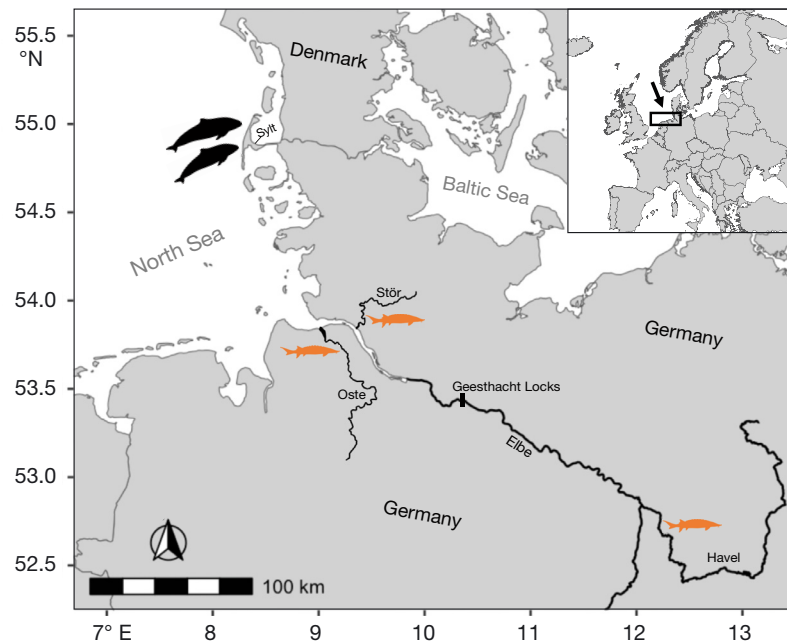 55.5
°N
Denmark
55.0
Sylt
Baltic Sea
54.5
North Sea
Stör
54.0
Germany
53.5
Geesthacht Locks
Oste
Elbe
53.0
Germany
Havel
52.5
100 km
7° E 8 9 10 11 12 13